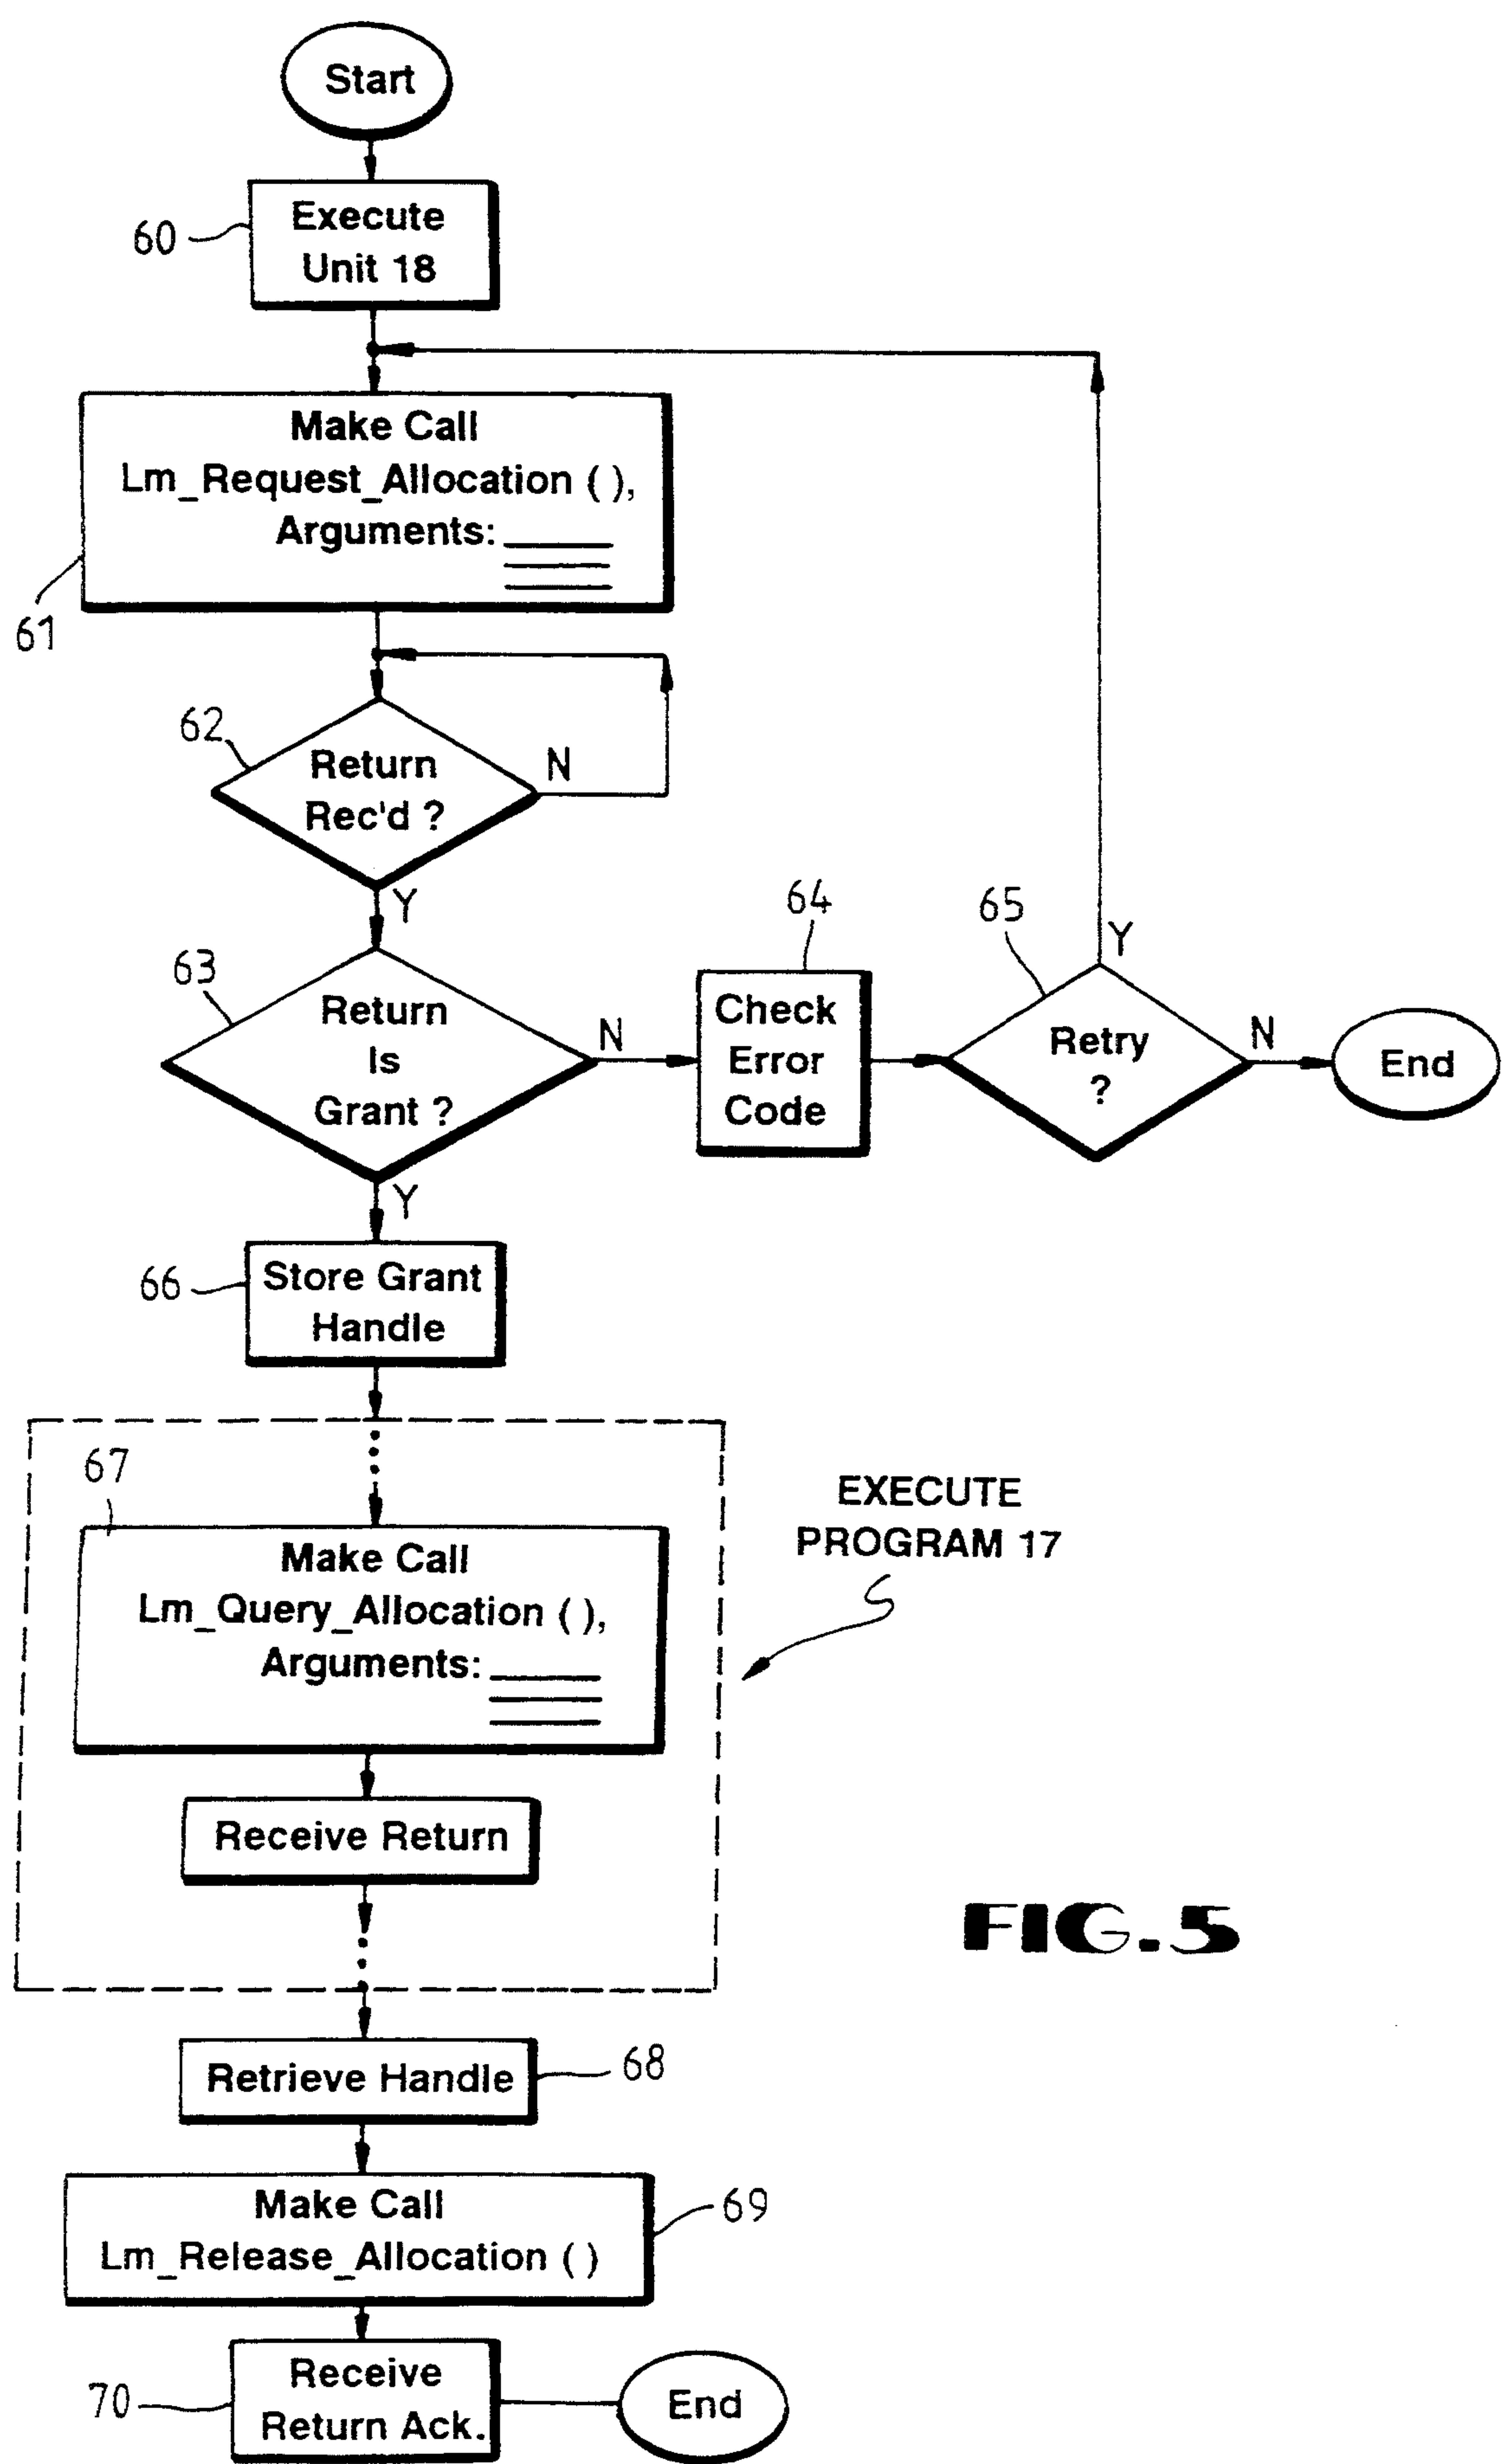 Start
60
Execute
Unit 18
Make Call
Lm_Request_Allocation ( ),
Arguments:
61
62
Return
Rec'd ?
N
Y
63
Return
Is
Grant ?
N
64
Check
Error
Code
65
Retry
?
Y
N
End
Y
66
Store Grant
Handle
67
Make Call
Lm_Query_Allocation ( ),
Arguments:
EXECUTE
PROGRAM 17
Receive Return
FIG.5
Retrieve Handle
68
Make Call
Lm_Release_Allocation ( )
69
70
Receive
Return Ack.
End